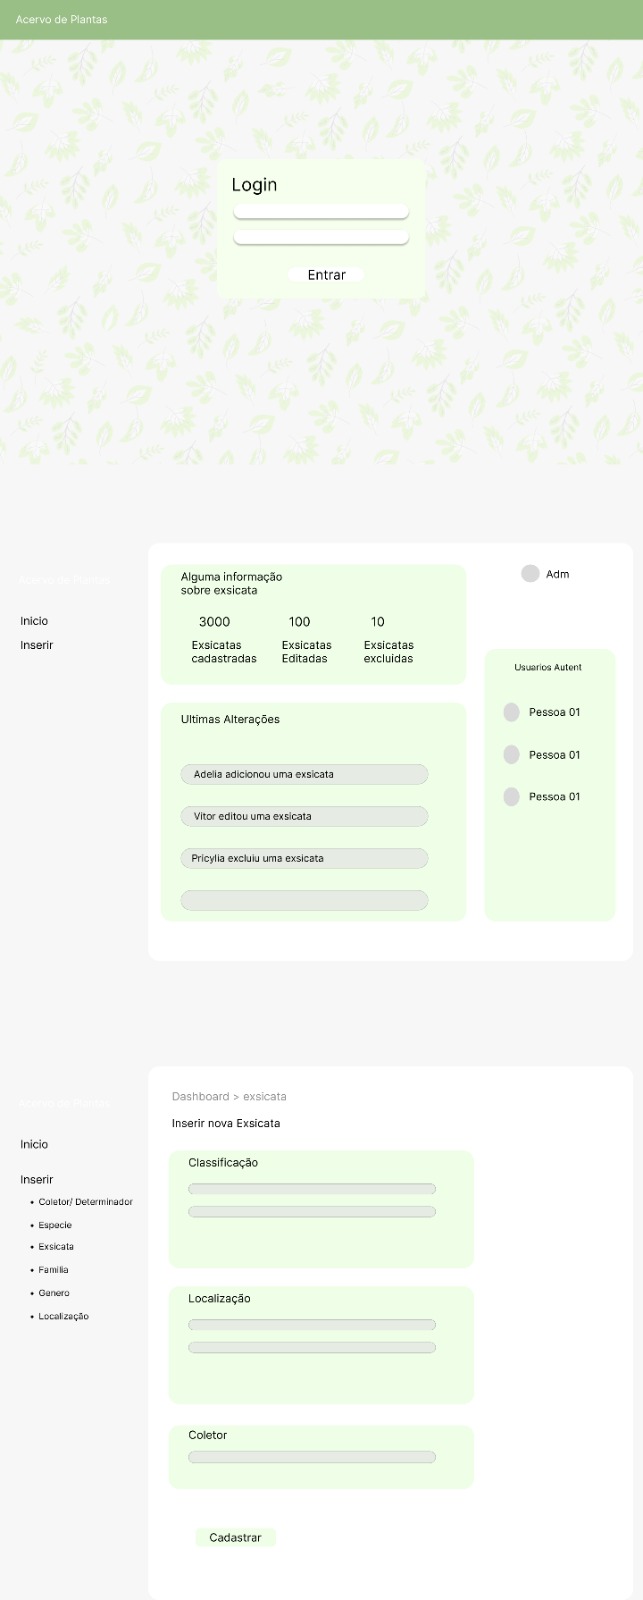 Acervo de Plantas
Login
Entrar
Acervo de Plantas
Inicio
Inserir
Alguma informação
sobre exsicata
3000
100
10
Exsicatas
cadastradas
Exsicatas
Editadas
Exsicatas
excluidas
Adm
Ultimas Alterações
Adelia adicionou uma exsicata
Vitor editou uma exsicata
Pricylia excluiu uma exsicata
Usuarios Autent
Pessoa 01
Pessoa 01
Pessoa 01
Acervo de Plantas
Inicio
Inserir
• Coletor/ Determinador
• Especie
• Exsicata
• Familia
• Genero
• Localização
Dashboard > exsicata
Inserir nova Exsicata
Classificação
Localização
Coletor
Cadastrar